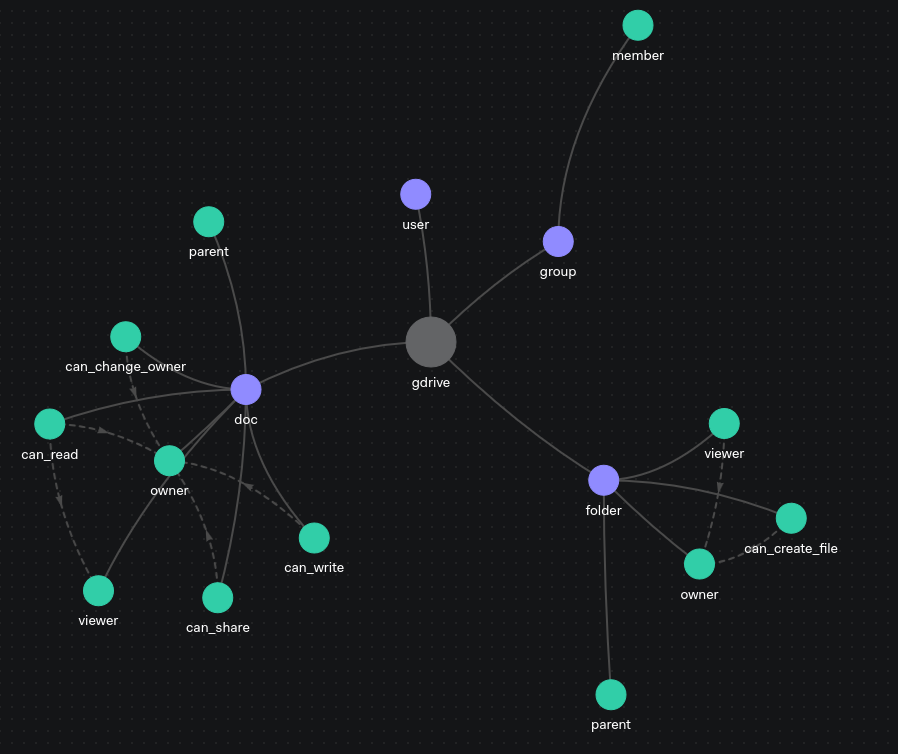 member
user
parent
group
can_change_owner
gdrive
doc
can_read
viewer
owner
folder
can_create_file
can_write
owner
viewer
can_share
parent